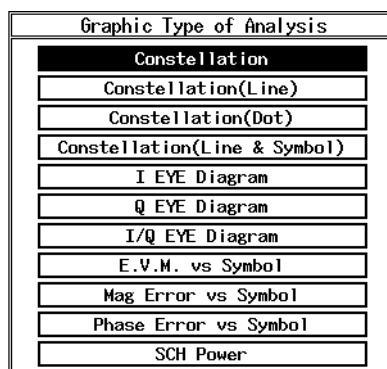 Graphic Type of Analysis
Constellation
Constellation(Line)
Constellation(Dot)
Constellation(Line & Symbol)
I EYE Diagram
Q EYE Diagram
I/Q EYE Diagram
E.V.M. vs Symbol
Mag Error vs Symbol
Phase Error vs Symbol
SCH Power